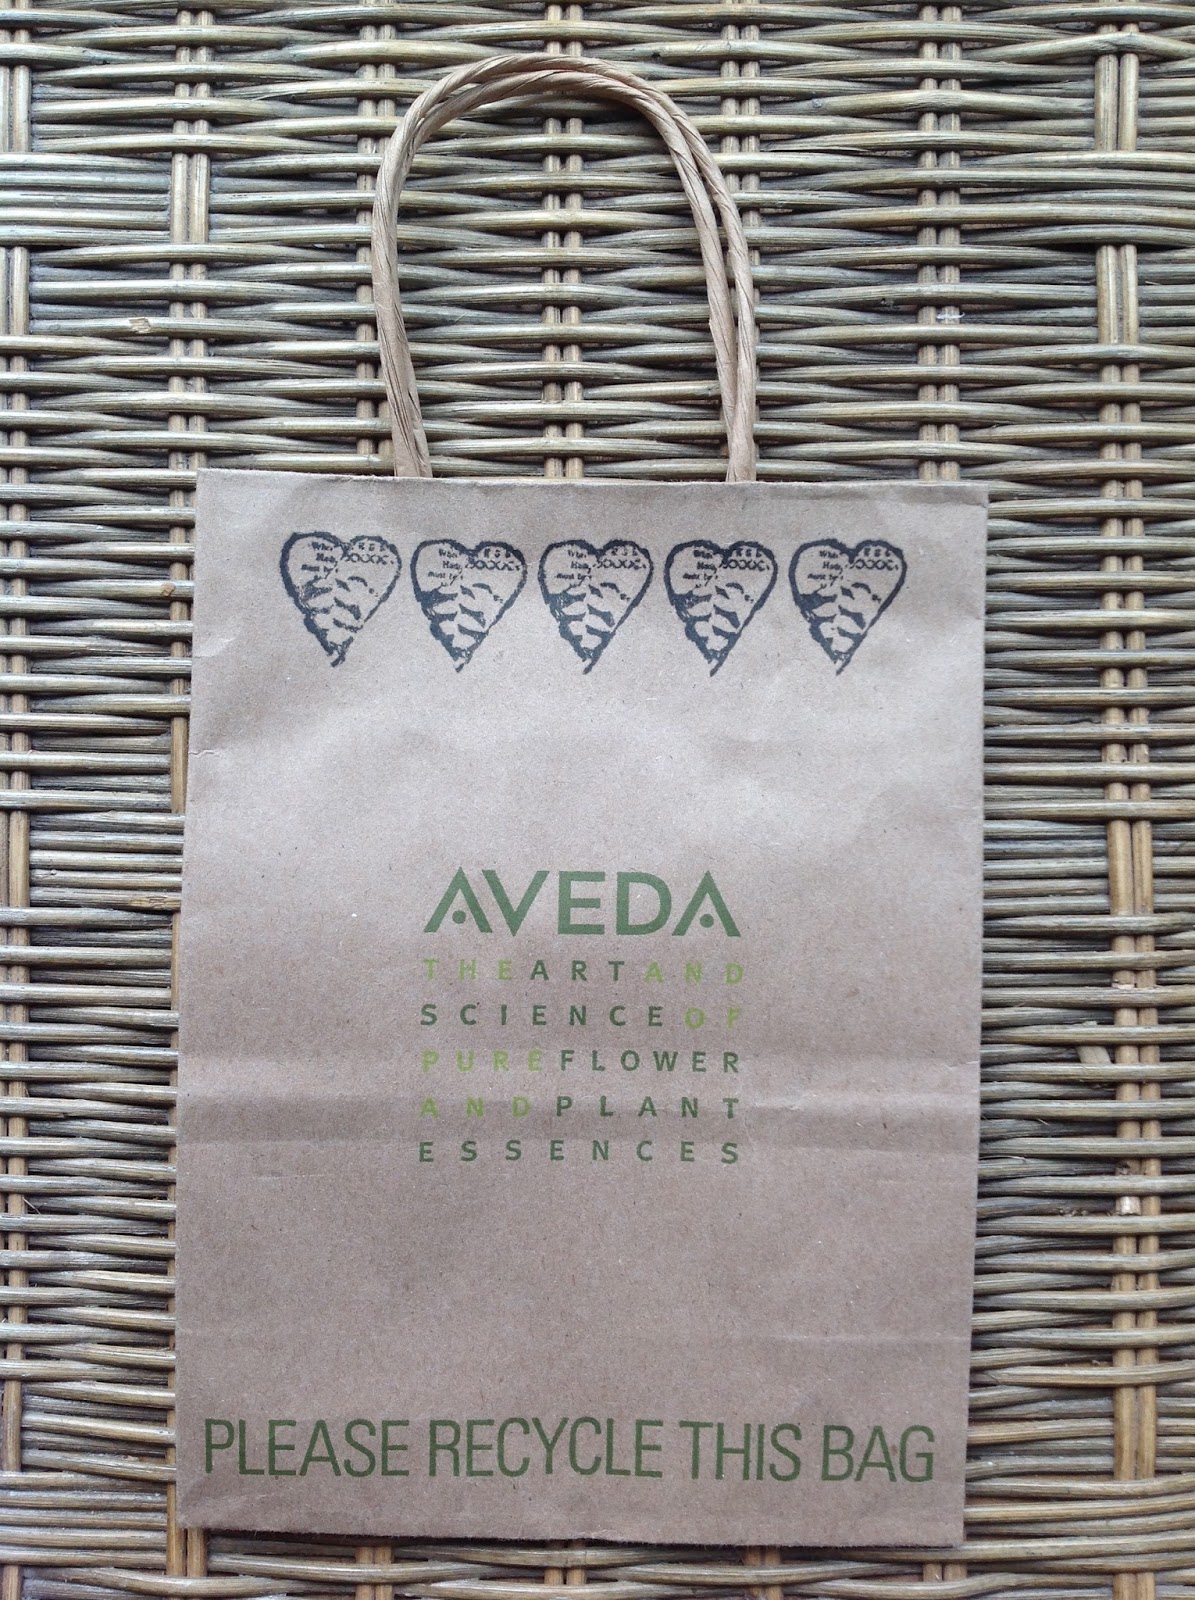 AVEDA
THEARTAND
SCIENCEOF
PUREFLOWER
ANDPLANT
ESSENCES
PLEASE RECYCLE THIS BAG